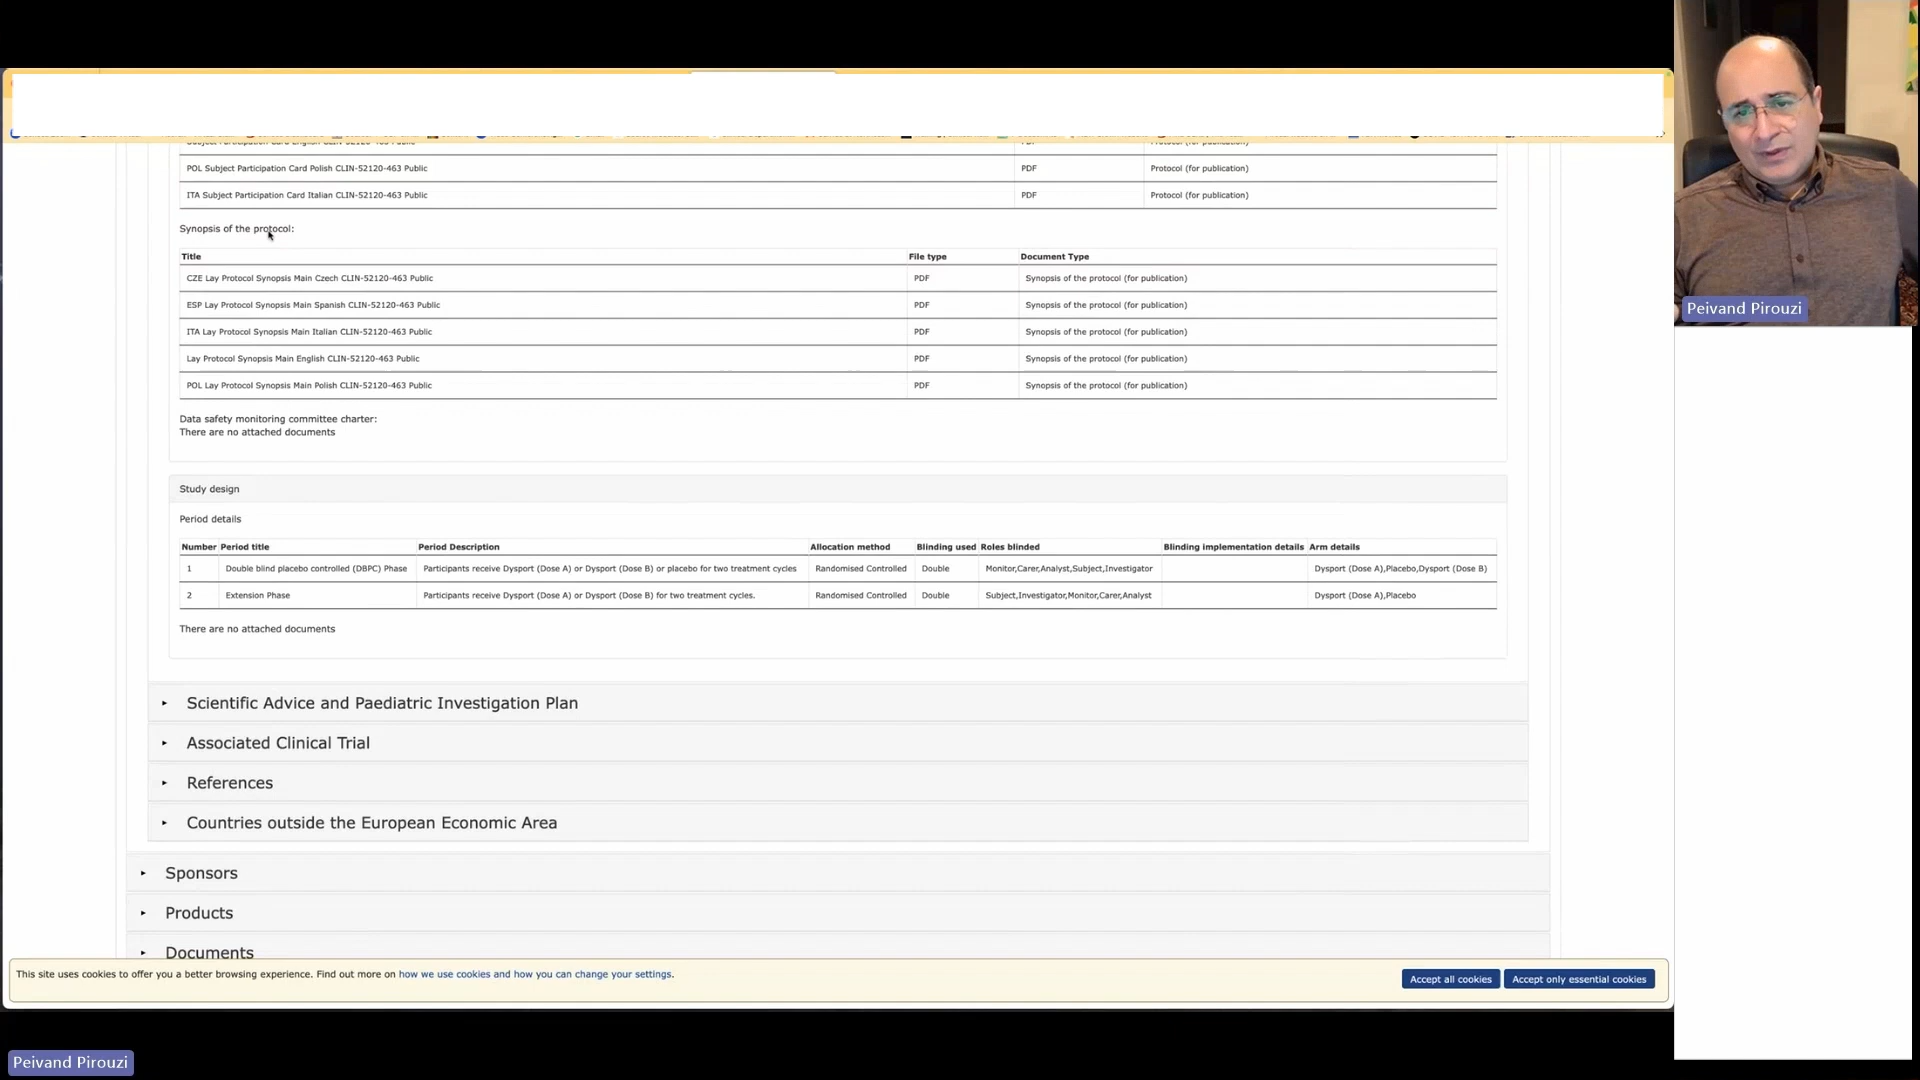 POL Subject Participation Card Polish CLIN-52120-463 Public PDF Protocol (for publication)
ITA Subject Participation Card Italian CLIN-52120-463 Public PDF Protocol (for publication)
Synopsis of the protocol:
Title File type Document Type
CZE Lay Protocol Synopsis Main Czech CLIN-52120-463 Public PDF Synopsis of the protocol (for publication)
ESP Lay Protocol Synopsis Main Spanish CLIN-52120-463 Public PDF Synopsis of the protocol (for publication)
ITA Lay Protocol Synopsis Main Italian CLIN-52120-463 Public PDF Synopsis of the protocol (for publication)
Lay Protocol Synopsis Main English CLIN-52120-463 Public PDF Synopsis of the protocol (for publication)
POL Lay Protocol Synopsis Main Polish CLIN-52120-463 Public PDF Synopsis of the protocol (for publication)
Data safety monitoring committee charter:
There are no attached documents
Study design
Period details
Number Period title Period Description Allocation method Blinding used Roles blinded Blinding implementation details Arm details
1 Double blind placebo controlled (DBPC) Phase Participants receive Dysport (Dose A) or Dysport (Dose B) or placebo for two treatment cycles Randomised Controlled Double Monitor,Carer,Analyst,Subject,Investigator Dysport (Dose A),Placebo,Dysport (Dose B)
2 Extension Phase Participants receive Dysport (Dose A) or Dysport (Dose B) for two treatment cycles. Randomised Controlled Double Subject,Investigator,Monitor,Carer,Analyst Dysport (Dose A),Placebo
There are no attached documents
Scientific Advice and Paediatric Investigation Plan
Associated Clinical Trial
References
Countries outside the European Economic Area
Sponsors
Products
Documents
This site uses cookies to offer you a better browsing experience. Find out more on how we use cookies and how you can change your settings.
Accept all cookies Accept only essential cookies
Peivand Pirouzi
Peivand Pirouzi